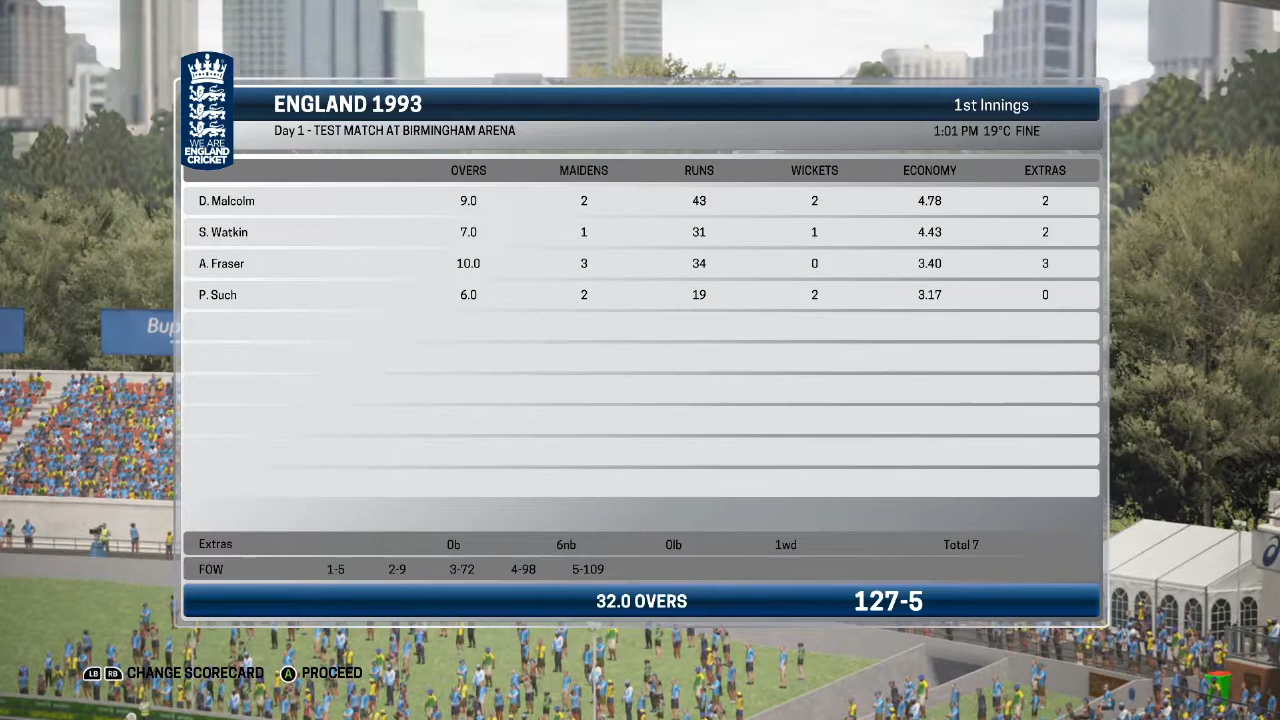 WE ARE
ENGLAND
CRICKET
ENGLAND 1993 1st Innings
Day 1 - TEST MATCH AT BIRMINGHAM ARENA 1:01 PM 19°C FINE
OVERS MAIDENS RUNS WICKETS ECONOMY EXTRAS
D. Malcolm 9.0 2 43 2 4.78 2
S. Watkin 7.0 1 31 1 4.43 2
A. Fraser 10.0 3 34 0 3.40 3
P. Such 6.0 2 19 2 3.17 0
Bup
Extras 0b 6nb 0lb 1wd Total 7
FOW 1-5 2-9 3-72 4-98 5-109
32.0 OVERS 127-5
LB RB CHANGE SCORECARD A PROCEED